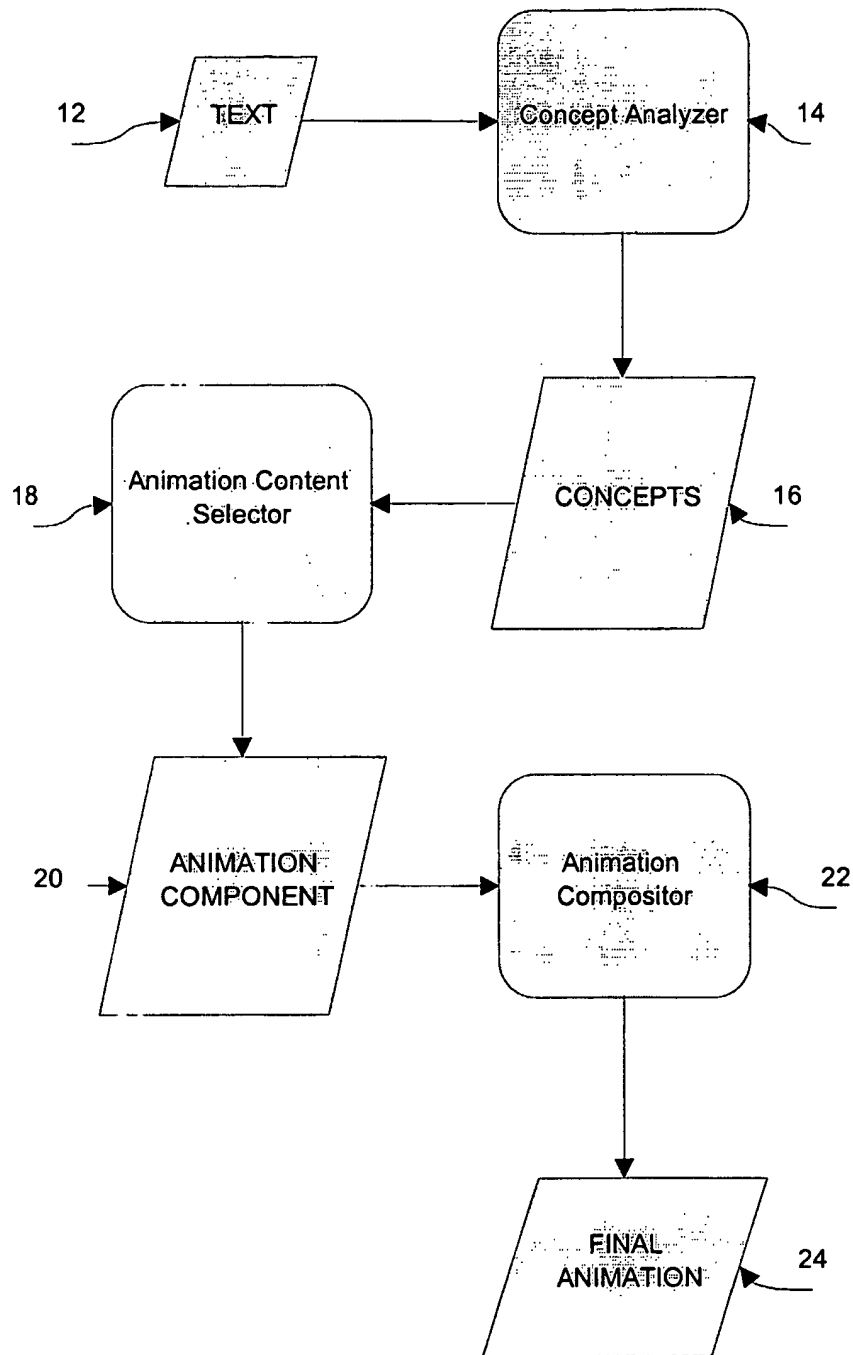 12
TEXT
Concept Analyzer
14
18
Animation Content
Selector
CONCEPTS
16
20
ANIMATION
COMPONENT
Animation
Compositor
22
FINAL
ANIMATION
24